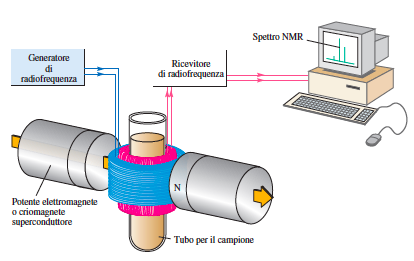 Spettro NMR
Generatore
di
radiofrequenza
Ricevitore
di radiofrequenza
N
Potente elettromagnete
o criomagnete
superconduttore
Tubo per il campione